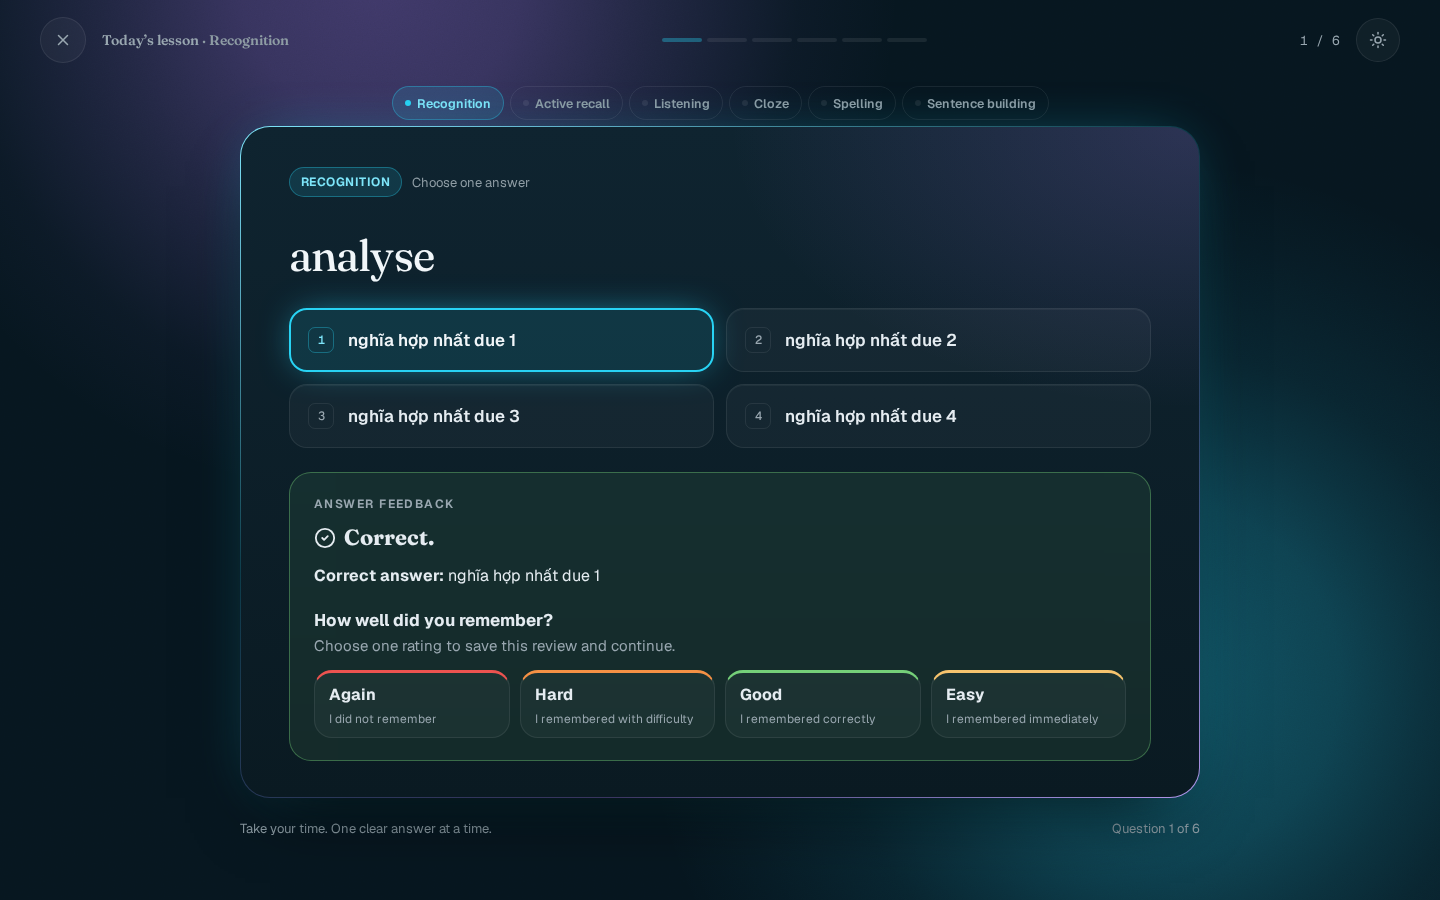 Today's lesson · Recognition
1 / 6
Recognition
Active recall
Listening
Cloze
Spelling
Sentence building
RECOGNITION
Choose one answer
analyse
1 nghĩa hợp nhất due 1
2 nghĩa hợp nhất due 2
3 nghĩa hợp nhất due 3
4 nghĩa hợp nhất due 4
ANSWER FEEDBACK
Correct.
Correct answer: nghĩa hợp nhất due 1
How well did you remember?
Choose one rating to save this review and continue.
Again
I did not remember
Hard
I remembered with difficulty
Good
I remembered correctly
Easy
I remembered immediately
Take your time. One clear answer at a time.
Question 1 of 6